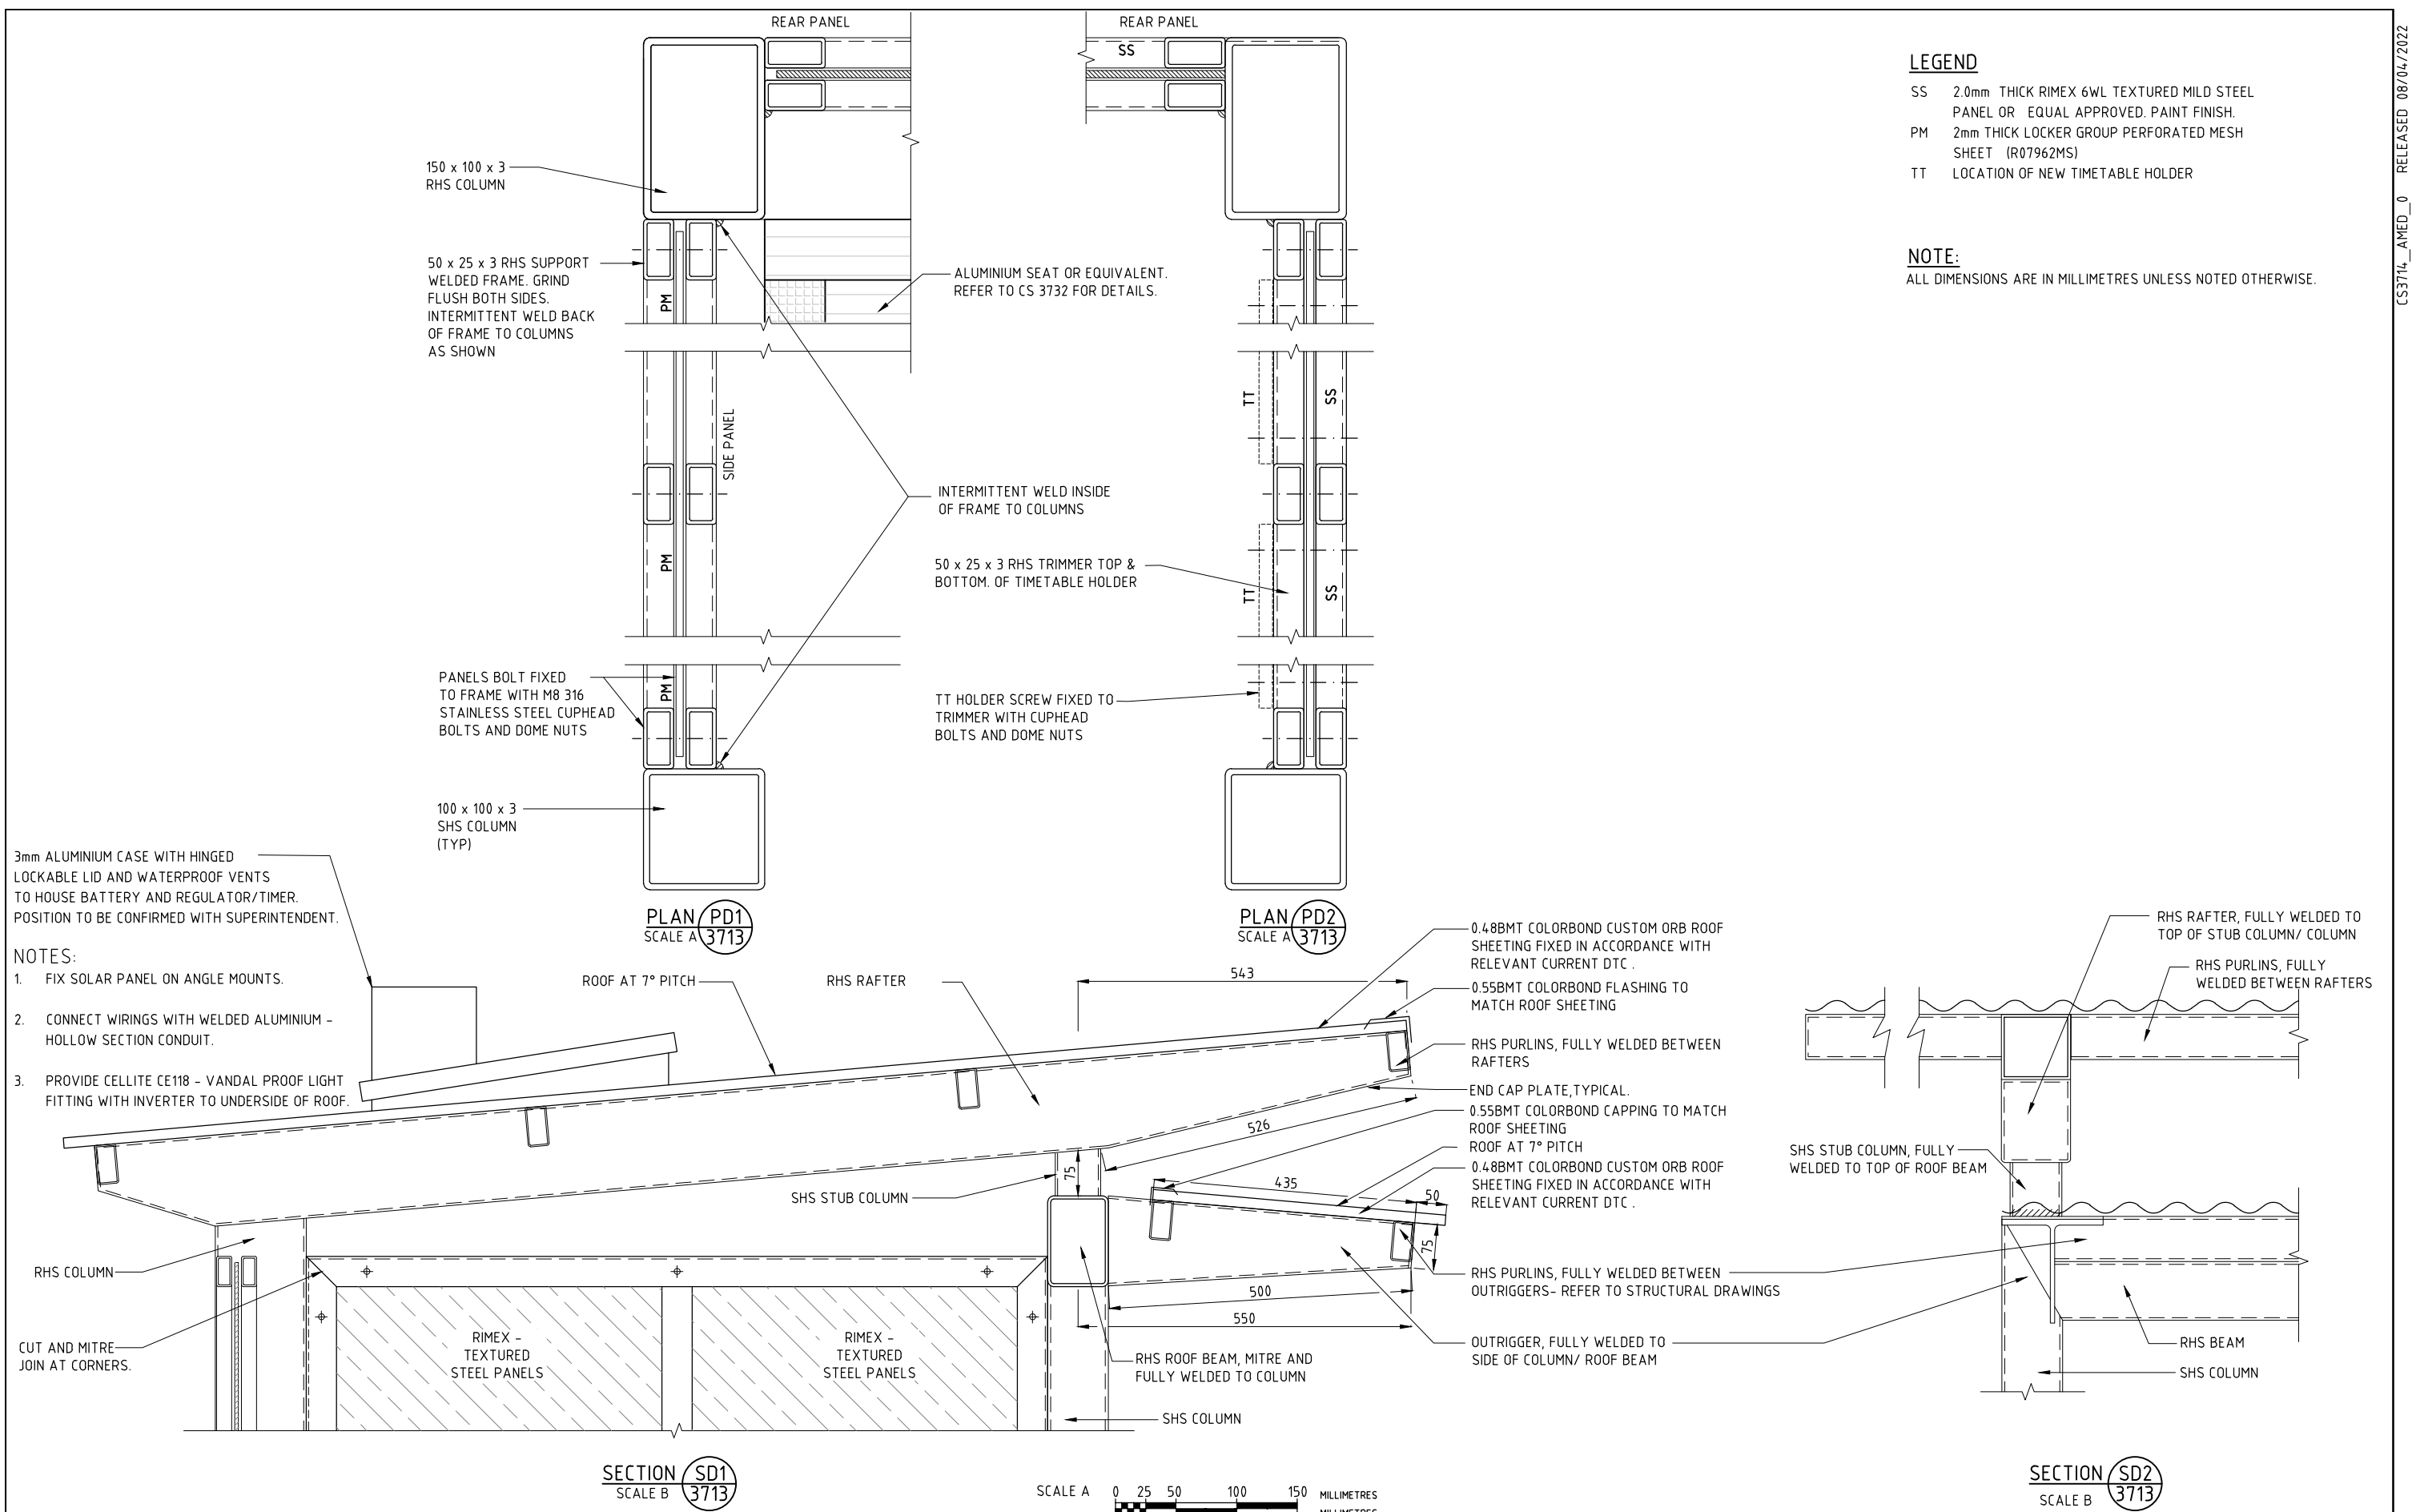 REAR PANEL
REAR PANEL
SS
150 x 100 x 3
RHS COLUMN
50 x 25 x 3 RHS SUPPORT
WELDED FRAME. GRIND
FLUSH BOTH SIDES.
INTERMITTENT WELD BACK
OF FRAME TO COLUMNS
AS SHOWN
PM
ALUMINIUM SEAT OR EQUIVALENT.
REFER TO CS 3732 FOR DETAILS.
SIDE PANEL
TT
SS
INTERMITTENT WELD INSIDE
OF FRAME TO COLUMNS
PM
50 x 25 x 3 RHS TRIMMER TOP &
BOTTOM. OF TIMETABLE HOLDER
TT
SS
PANELS BOLT FIXED
TO FRAME WITH M8 316
STAINLESS STEEL CUPHEAD
BOLTS AND DOME NUTS
PM
TT HOLDER SCREW FIXED TO
TRIMMER WITH CUPHEAD
BOLTS AND DOME NUTS
100 x 100 x 3
SHS COLUMN
(TYP)
PLAN PD1
SCALE A 3713
PLAN PD2
SCALE A 3713
LEGEND
SS 2.0mm THICK RIMEX 6WL TEXTURED MILD STEEL
PANEL OR EQUAL APPROVED. PAINT FINISH.
PM 2mm THICK LOCKER GROUP PERFORATED MESH
SHEET (R07962MS)
TT LOCATION OF NEW TIMETABLE HOLDER
NOTE:
ALL DIMENSIONS ARE IN MILLIMETRES UNLESS NOTED OTHERWISE.
CS3714__AMED_0 RELEASED 08/04/2022
3mm ALUMINIUM CASE WITH HINGED
LOCKABLE LID AND WATERPROOF VENTS
TO HOUSE BATTERY AND REGULATOR/TIMER.
POSITION TO BE CONFIRMED WITH SUPERINTENDENT.
NOTES:
1. FIX SOLAR PANEL ON ANGLE MOUNTS.
2. CONNECT WIRINGS WITH WELDED ALUMINIUM -
HOLLOW SECTION CONDUIT.
3. PROVIDE CELLITE CE118 - VANDAL PROOF LIGHT
FITTING WITH INVERTER TO UNDERSIDE OF ROOF.
ROOF AT 7° PITCH
RHS RAFTER
543
0.48BMT COLORBOND CUSTOM ORB ROOF
SHEETING FIXED IN ACCORDANCE WITH
RELEVANT CURRENT DTC .
0.55BMT COLORBOND FLASHING TO
MATCH ROOF SHEETING
RHS PURLINS, FULLY WELDED BETWEEN
RAFTERS
END CAP PLATE,TYPICAL.
0.55BMT COLORBOND CAPPING TO MATCH
ROOF SHEETING
ROOF AT 7° PITCH
0.48BMT COLORBOND CUSTOM ORB ROOF
SHEETING FIXED IN ACCORDANCE WITH
RELEVANT CURRENT DTC .
526
75
435
50
75
SHS STUB COLUMN
500
550
RHS PURLINS, FULLY WELDED BETWEEN
OUTRIGGERS- REFER TO STRUCTURAL DRAWINGS
OUTRIGGER, FULLY WELDED TO
SIDE OF COLUMN/ ROOF BEAM
RHS COLUMN
CUT AND MITRE
JOIN AT CORNERS.
RIMEX -
TEXTURED
STEEL PANELS
RIMEX -
TEXTURED
STEEL PANELS
RHS ROOF BEAM, MITRE AND
FULLY WELDED TO COLUMN
SHS COLUMN
SECTION SD1
SCALE B 3713
RHS RAFTER, FULLY WELDED TO
TOP OF STUB COLUMN/ COLUMN
RHS PURLINS, FULLY
WELDED BETWEEN RAFTERS
SHS STUB COLUMN, FULLY
WELDED TO TOP OF ROOF BEAM
RHS BEAM
SHS COLUMN
SECTION SD2
SCALE B 3713
SCALE A 0 25 50 100 150 MILLIMETRES
MILLIMETRES